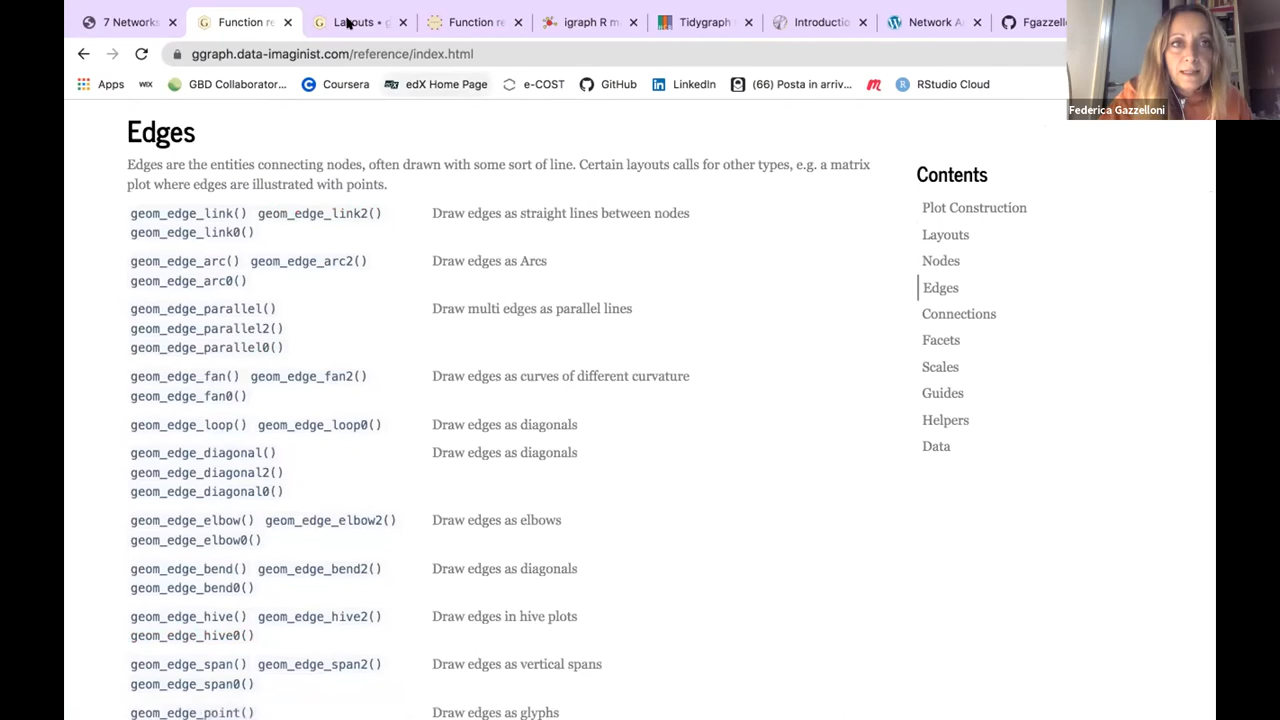 7 Networks
Function re
Layouts • g
Function re
igraph R m
Tidygraph
Introductio
Network A
Fgazzello
ggraph.data-imaginist.com/reference/index.html
Apps
WIX
GBD Collaborator...
Coursera
edX Home Page
e-COST
GitHub
LinkedIn
(66) Posta in arriv...
RStudio Cloud
Federica Gazzelloni
Edges
Edges are the entities connecting nodes, often drawn with some sort of line. Certain layouts calls for other types, e.g. a matrix
plot where edges are illustrated with points.
geom_edge_link() geom_edge_link2() Draw edges as straight lines between nodes
geom_edge_link0()
geom_edge_arc() geom_edge_arc2() Draw edges as Arcs
geom_edge_arc0()
geom_edge_parallel() Draw multi edges as parallel lines
geom_edge_parallel2()
geom_edge_parallel0()
geom_edge_fan() geom_edge_fan2() Draw edges as curves of different curvature
geom_edge_fan0()
geom_edge_loop() geom_edge_loop0() Draw edges as diagonals
geom_edge_diagonal() Draw edges as diagonals
geom_edge_diagonal2()
geom_edge_diagonal0()
geom_edge_elbow() geom_edge_elbow2() Draw edges as elbows
geom_edge_elbow0()
geom_edge_bend() geom_edge_bend2() Draw edges as diagonals
geom_edge_bend0()
geom_edge_hive() geom_edge_hive2() Draw edges in hive plots
geom_edge_hive0()
geom_edge_span() geom_edge_span2() Draw edges as vertical spans
geom_edge_span0()
geom_edge_point() Draw edges as glyphs
Contents
Plot Construction
Layouts
Nodes
Edges
Connections
Facets
Scales
Guides
Helpers
Data